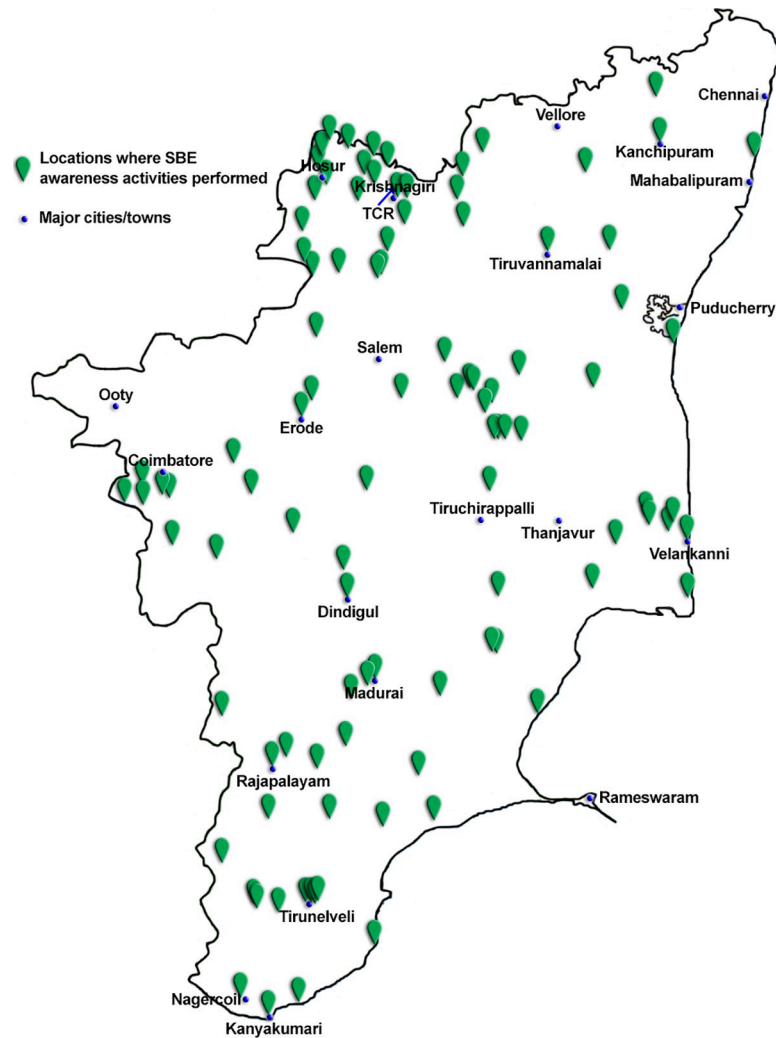 Chennai
Vellore
Kanchipuram
Locations where SBE
awareness activities performed
Hosur
Mahabalipuram
Krishnagiri
TCR
Major cities/towns
Tiruvannamalai
Puducherry
Salem
Ooty
Erode
Coimbatore
Tiruchirappalli
Thanjavur
Velankanni
Dindigul
Madurai
Rajapalayam
Rameswaram
Tirunelveli
Nagercoil
Kanyakumari